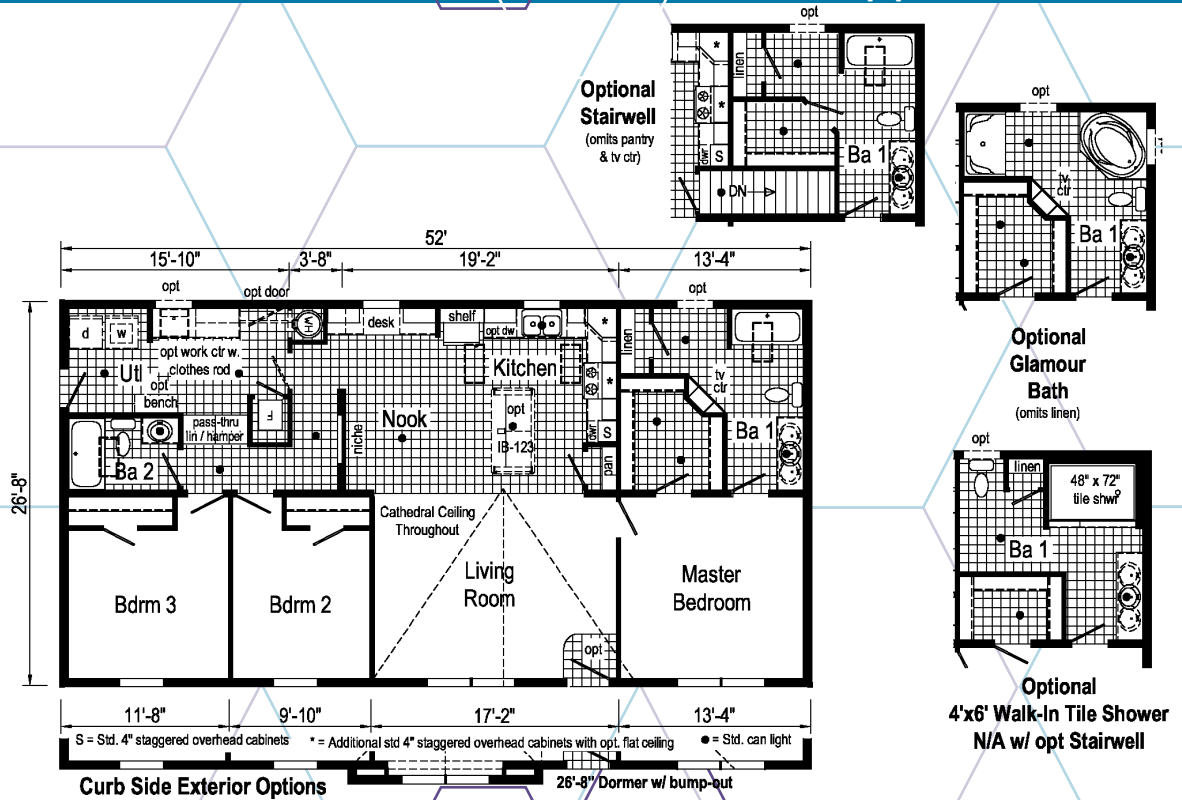 opt
linen
*
*
dwr
S
DN
Ba 1
Optional
Stairwell
(omits pantry
& tv ctr)
opt
tv
ctr
Ba 1
Optional
Glamour
Bath
(omits linen)
opt
linen
48" x 72"
tile shwr
Ba 1
Optional
4'x6' Walk-In Tile Shower
N/A w/ opt Stairwell
52'
15'-10"
3'-8"
19'-2"
13'-4"
26'-8"
opt
opt door
opt
d
w
WH
desk
shelf
opt dw
*
linen
opt work ctr w.
clothes rod
Utl
opt
bench
Kitchen
*
tv
ctr
F
pass-thru
lin / hamper
niche
Nook
opt
IB-123
dwr
S
pan
Ba 1
Ba 2
Cathedral Ceiling
Throughout
Bdrm 3
Bdrm 2
Living
Room
Master
Bedroom
opt
11'-8"
9'-10"
17'-2"
13'-4"
S = Std. 4" staggered overhead cabinets
* = Additional std 4" staggered overhead cabinets with opt. flat ceiling
● = Std. can light
Curb Side Exterior Options
26'-8" Dormer w/ bump-out